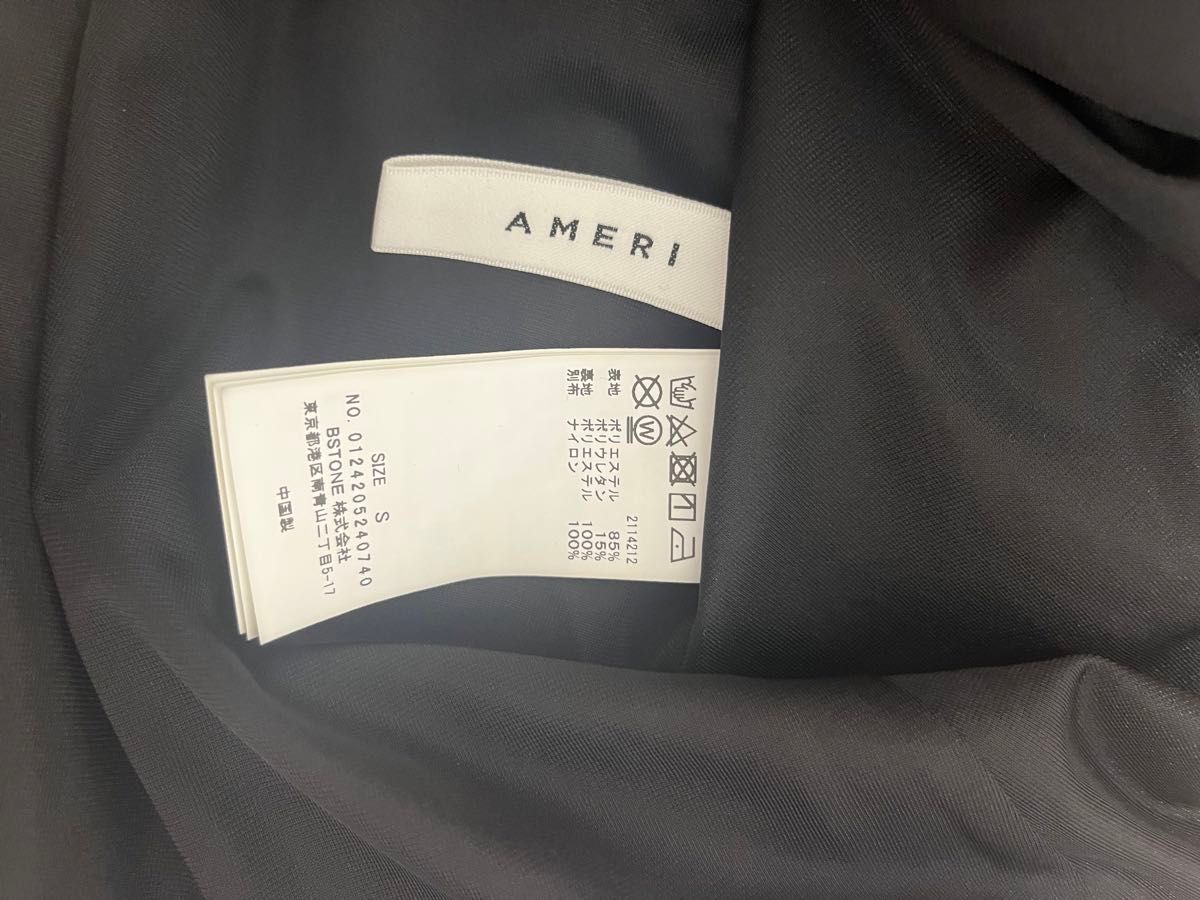 AMERI
W
2114212
表地 ポリエステル 85%
ポリウレタン 15%
裏地 ポリエステル 100%
別布 ナイロン 100%
SIZE S
NO. 01242052407​40
BSTONE 株式会社
東京都港区南青山二丁目5-17
中国製